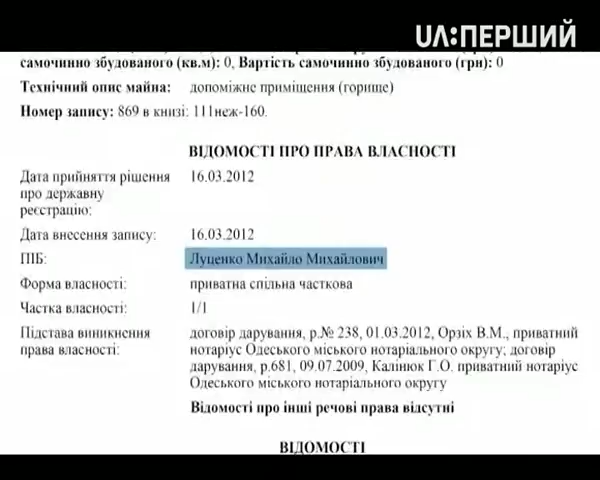 UA:ПЕРШИЙ
самочинно збудованого (кв.м): 0, Вартість самочинно збудованого (грн): 0
Технічний опис майна: допоміжне приміщення (горище)
Номер запису: 869 в книзі: 111неж-160.
ВІДОМОСТІ ПРО ПРАВА ВЛАСНОСТІ
Дата прийняття рішення 16.03.2012
про державну
реєстрацію:
Дата внесення запису: 16.03.2012
ПІБ: Луценко Михайло Михайлович
Форма власності: приватна спільна часткова
Частка власності: 1/1
Підстава виникнення договір дарування, р.№ 238, 01.03.2012, Орзіх В.М., приватний
права власності: нотаріус Одеського міського нотаріального округу; договір
дарування, р.681, 09.07.2009, Калінюк Г.О. приватний нотаріус
Одеського міського нотаріального округу
Відомості про інші речові права відсутні
ВІДОМОСТІ